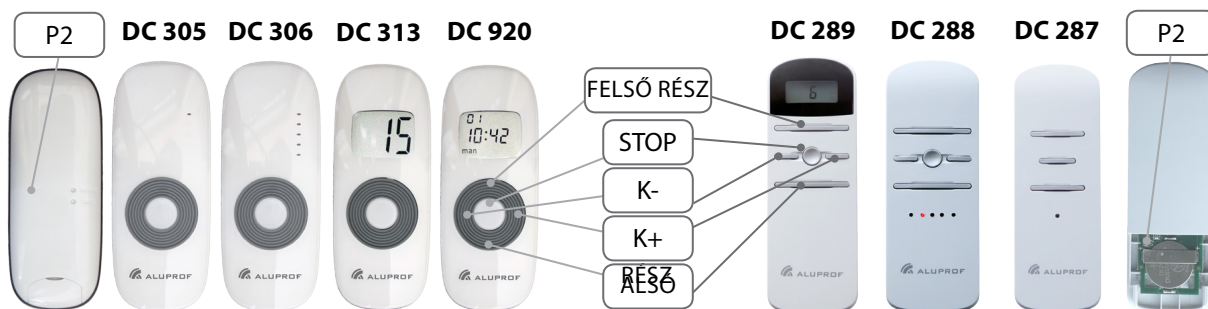 P2
DC 305
DC 306
DC 313
DC 920
DC 289
DC 288
DC 287
P2
FELSŐ RÉSZ
STOP
K-
K+
RÉSZ
ALSÓ
15
01
10:42
man
6
ALUPROF
ALUPROF
ALUPROF
ALUPROF
ALUPROF
ALUPROF
ALUPROF